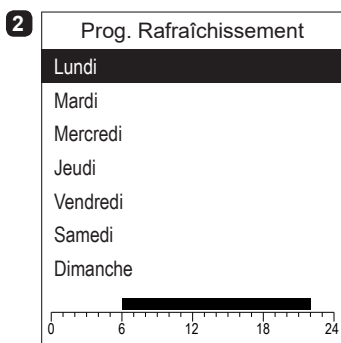 2
Prog. Rafraîchissement
Lundi
Mardi
Mercredi
Jeudi
Vendredi
Samedi
Dimanche
0 6 12 18 24